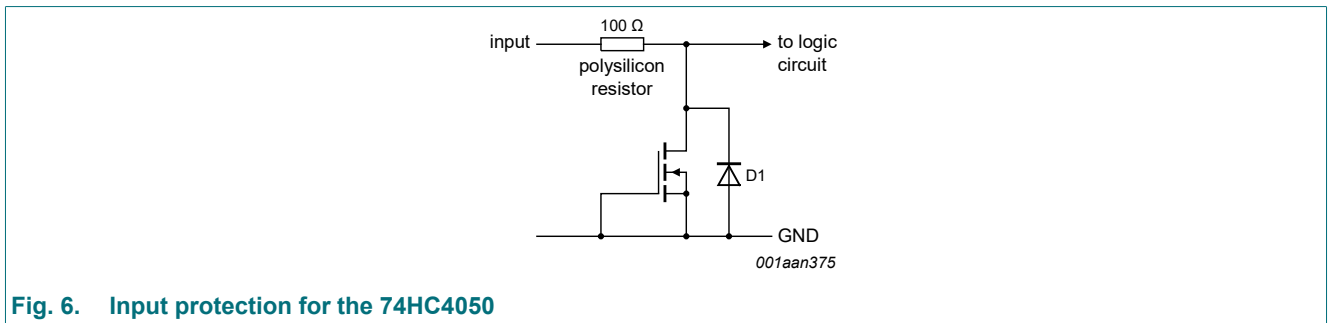 100 Ω
input
to logic
circuit
polysilicon
resistor
D1
GND
001aan375
Fig. 6. Input protection for the 74HC4050